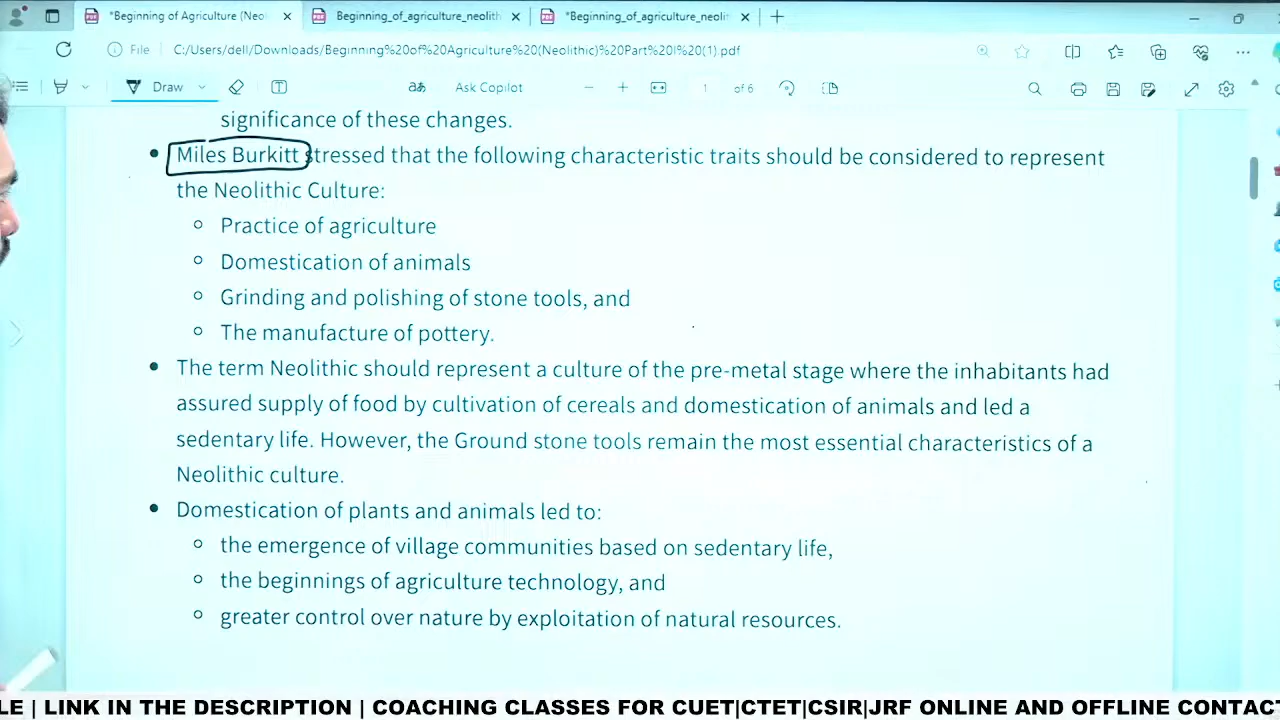 *Beginning of Agriculture (Neol
Beginning_of_agriculture_neolith
*Beginning_of_agriculture_neolit
File
C:/Users/dell/Downloads/Beginning%20of%20Agriculture%20(Neolithic)%20Part%20I%20(1).pdf
Draw
aあ
Ask Copilot
1 of 6
significance of these changes.
• Miles Burkitt stressed that the following characteristic traits should be considered to represent
the Neolithic Culture:
○ Practice of agriculture
○ Domestication of animals
○ Grinding and polishing of stone tools, and
○ The manufacture of pottery.
• The term Neolithic should represent a culture of the pre-metal stage where the inhabitants had
assured supply of food by cultivation of cereals and domestication of animals and led a
sedentary life. However, the Ground stone tools remain the most essential characteristics of a
Neolithic culture.
• Domestication of plants and animals led to:
○ the emergence of village communities based on sedentary life,
○ the beginnings of agriculture technology, and
○ greater control over nature by exploitation of natural resources.
LE | LINK IN THE DESCRIPTION | COACHING CLASSES FOR CUET|CTET|CSIR|JRF ONLINE AND OFFLINE CONTAC